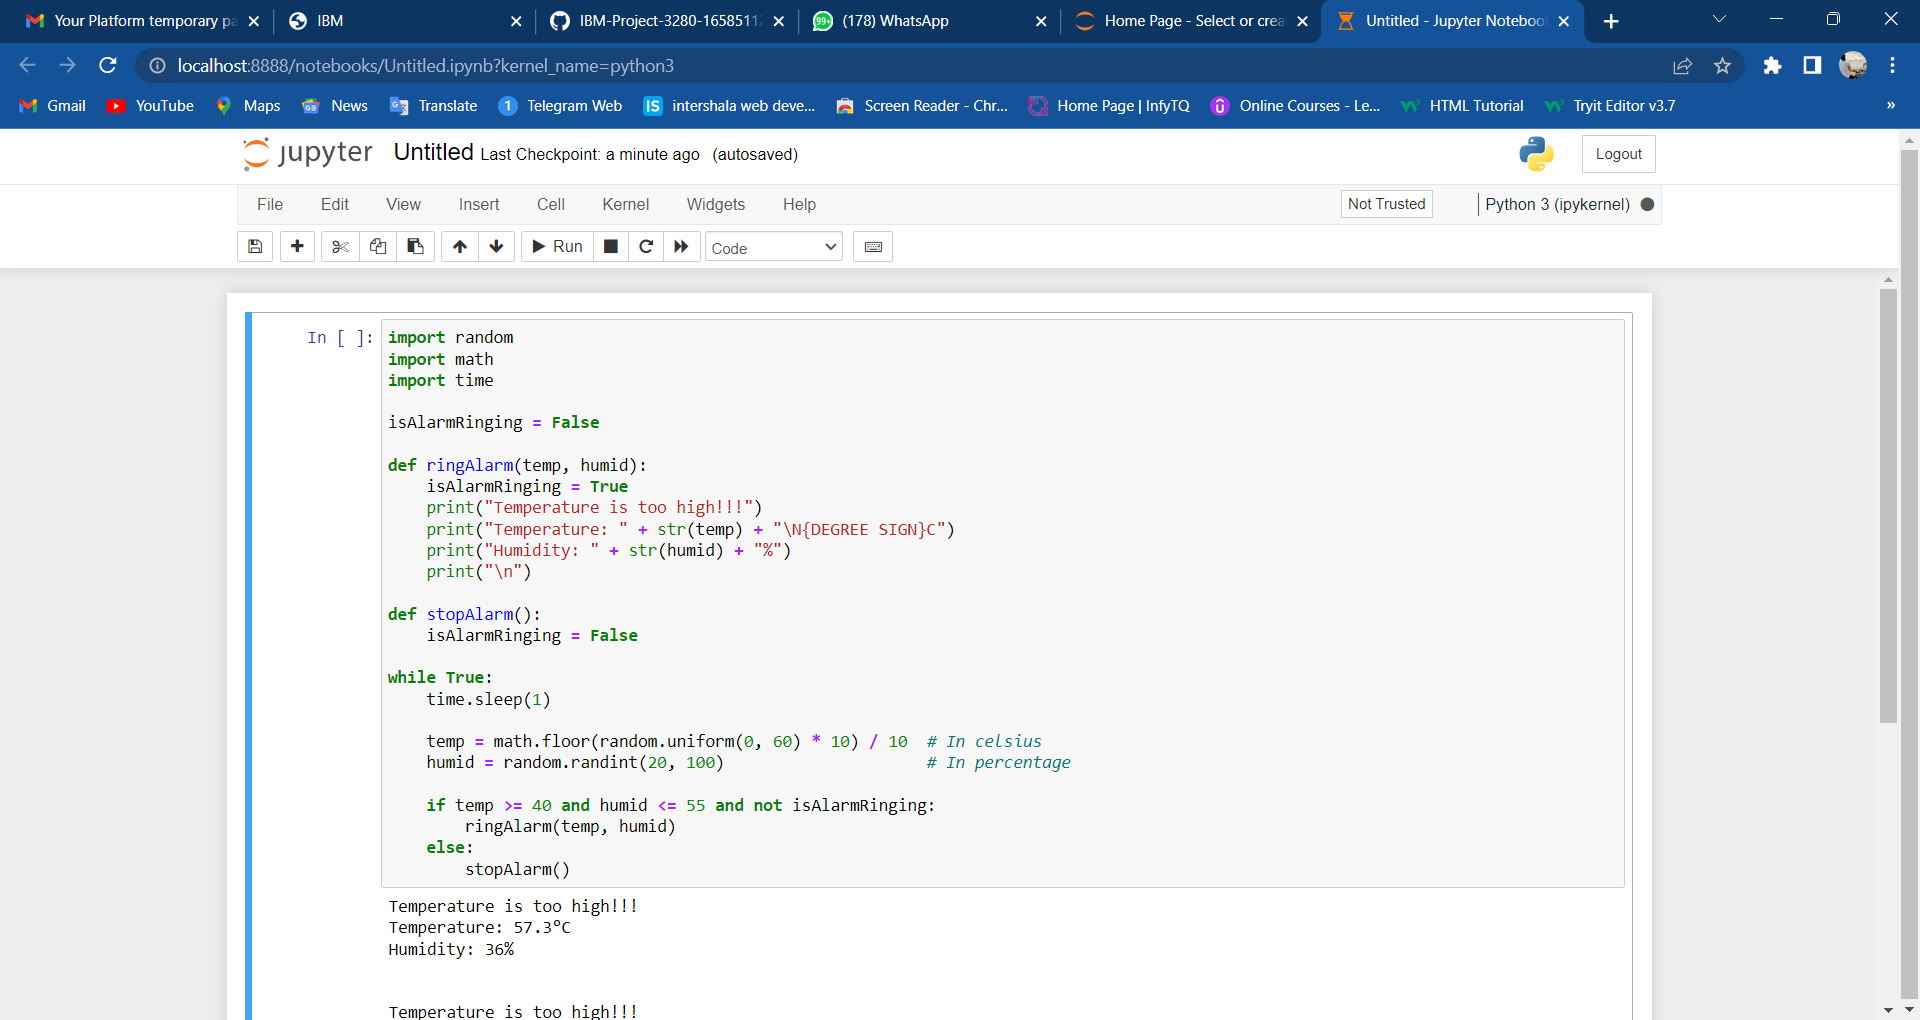 Your Platform temporary pa
IBM
IBM-Project-3280-1658511
99+ (178) WhatsApp
Home Page - Select or crea
Untitled - Jupyter Noteboo
localhost:8888/notebooks/Untitled.ipynb?kernel_name=python3
Gmail YouTube Maps News Translate 1 Telegram Web IS intershala web deve... Screen Reader - Chr... Home Page | InfyTQ Online Courses - Le... HTML Tutorial Tryit Editor v3.7 »
jupyter Untitled Last Checkpoint: a minute ago (autosaved) Logout
File Edit View Insert Cell Kernel Widgets Help Not Trusted Python 3 (ipykernel)
Run Code
In [ ]: import random
import math
import time
isAlarmRinging = False
def ringAlarm(temp, humid):
    isAlarmRinging = True
    print("Temperature is too high!!!")
    print("Temperature: " + str(temp) + "\N{DEGREE SIGN}C")
    print("Humidity: " + str(humid) + "%")
    print("\n")
def stopAlarm():
    isAlarmRinging = False
while True:
    time.sleep(1)
    temp = math.floor(random.uniform(0, 60) * 10) / 10  # In celsius
    humid = random.randint(20, 100)                     # In percentage
    if temp >= 40 and humid <= 55 and not isAlarmRinging:
        ringAlarm(temp, humid)
    else:
        stopAlarm()
Temperature is too high!!!
Temperature: 57.3°C
Humidity: 36%
Temperature is too high!!!